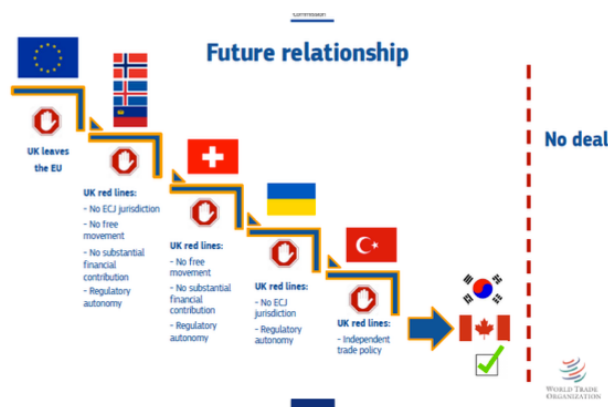 Commission
Future relationship
No deal
UK leaves
the EU
UK red lines:
- No ECJ jurisdiction
- No free
movement
- No substantial
financial
contribution
- Regulatory
autonomy
UK red lines:
- No free
movement
- No substantial
financial
contribution
- Regulatory
autonomy
UK red lines:
- No ECJ
jurisdiction
- Regulatory
autonomy
UK red lines:
- Independent
trade policy
WORLD TRADE
ORGANIZATION